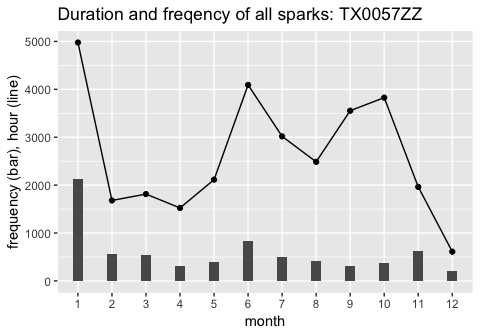 Duration and freqency of all sparks: TX0057ZZ
frequency (bar), hour (line)
5000
4000
3000
2000
1000
0
1 2 3 4 5 6 7 8 9 10 11 12
month